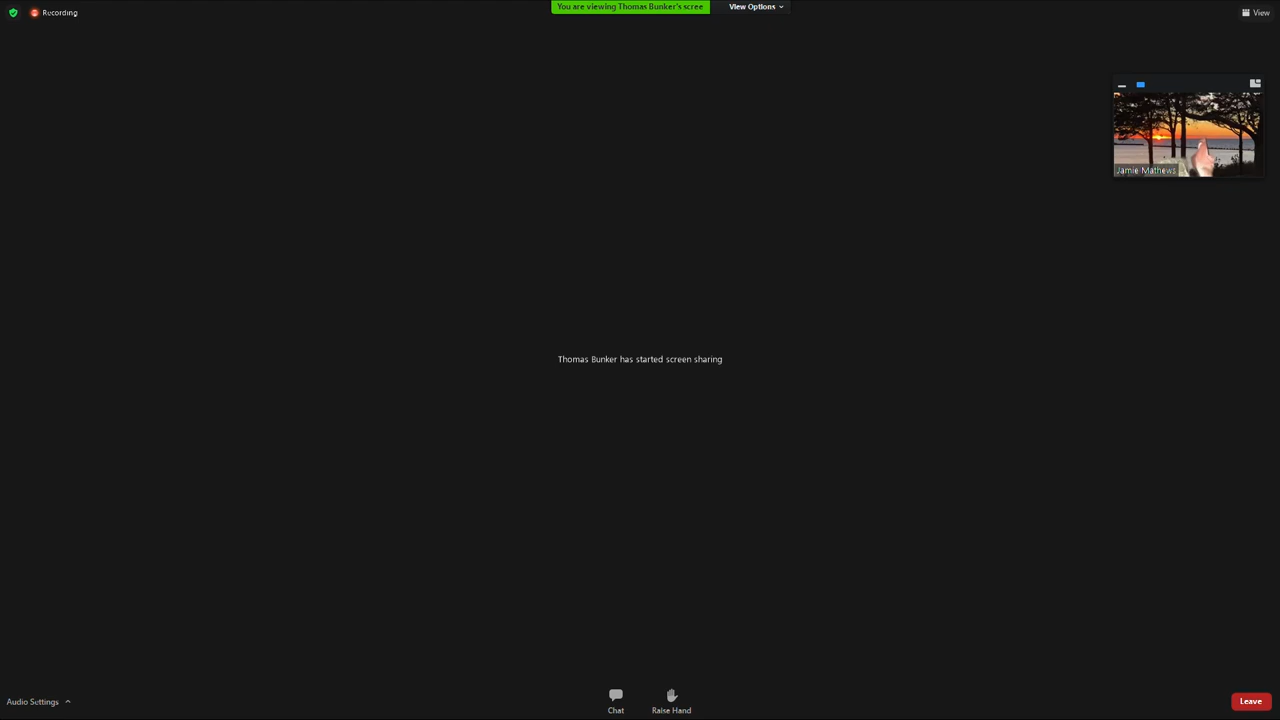 Recording
You are viewing Thomas Bunker's scree
View Options
View
Jamie Mathews
Thomas Bunker has started screen sharing
Audio Settings
Chat
Raise Hand
Leave